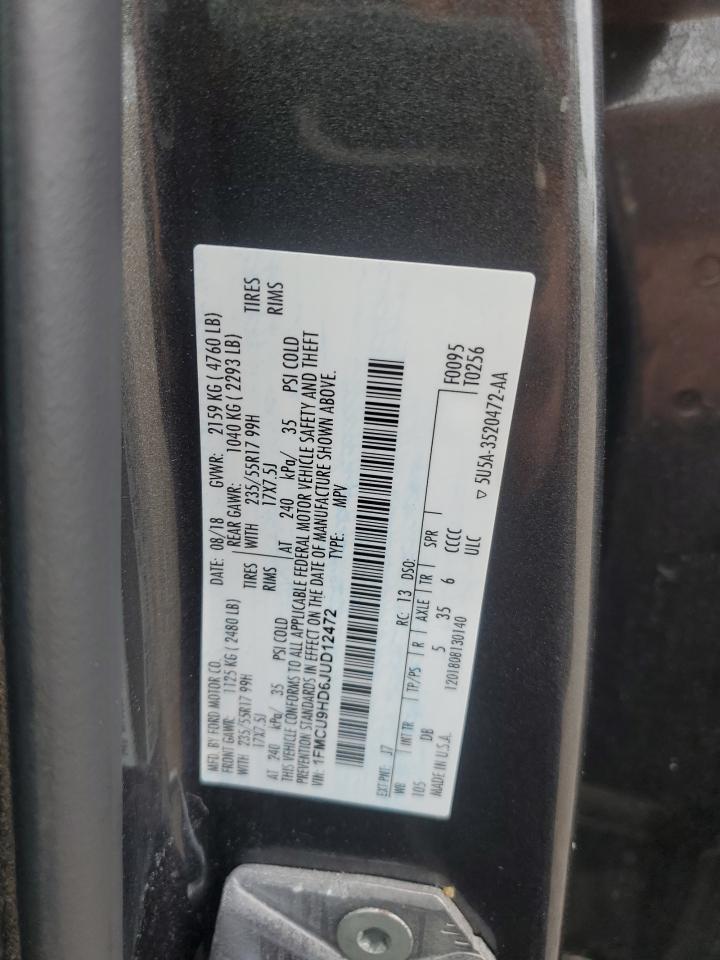 MFD. BY FORD MOTOR CO. DATE: 08/18 GVWR: 2159 KG ( 4760 LB)
FRONT GAWR: 1125 KG ( 2480 LB) REAR GAWR: 1040 KG ( 2293 LB)
WITH 235/55R17 99H TIRES WITH 235/55R17 99H TIRES
17X7.5J RIMS 17X7.5J RIMS
AT 240 kPa/ 35 PSI COLD AT 240 kPa/ 35 PSI COLD
THIS VEHICLE CONFORMS TO ALL APPLICABLE FEDERAL MOTOR VEHICLE SAFETY AND THEFT
PREVENTION STANDARDS IN EFFECT ON THE DATE OF MANUFACTURE SHOWN ABOVE.
VIN: 1FMCU9HD6JUD12472 TYPE: MPV
EXT PNT: J7 RC: 13 DSO: F0095
WB INT TR TP/PS R AXLE TR SPR T0256
105 DB 5 35 6 CCCC
MADE IN U.S.A. 1201808130140 ULC ▽ 5U5A-3520472-AA